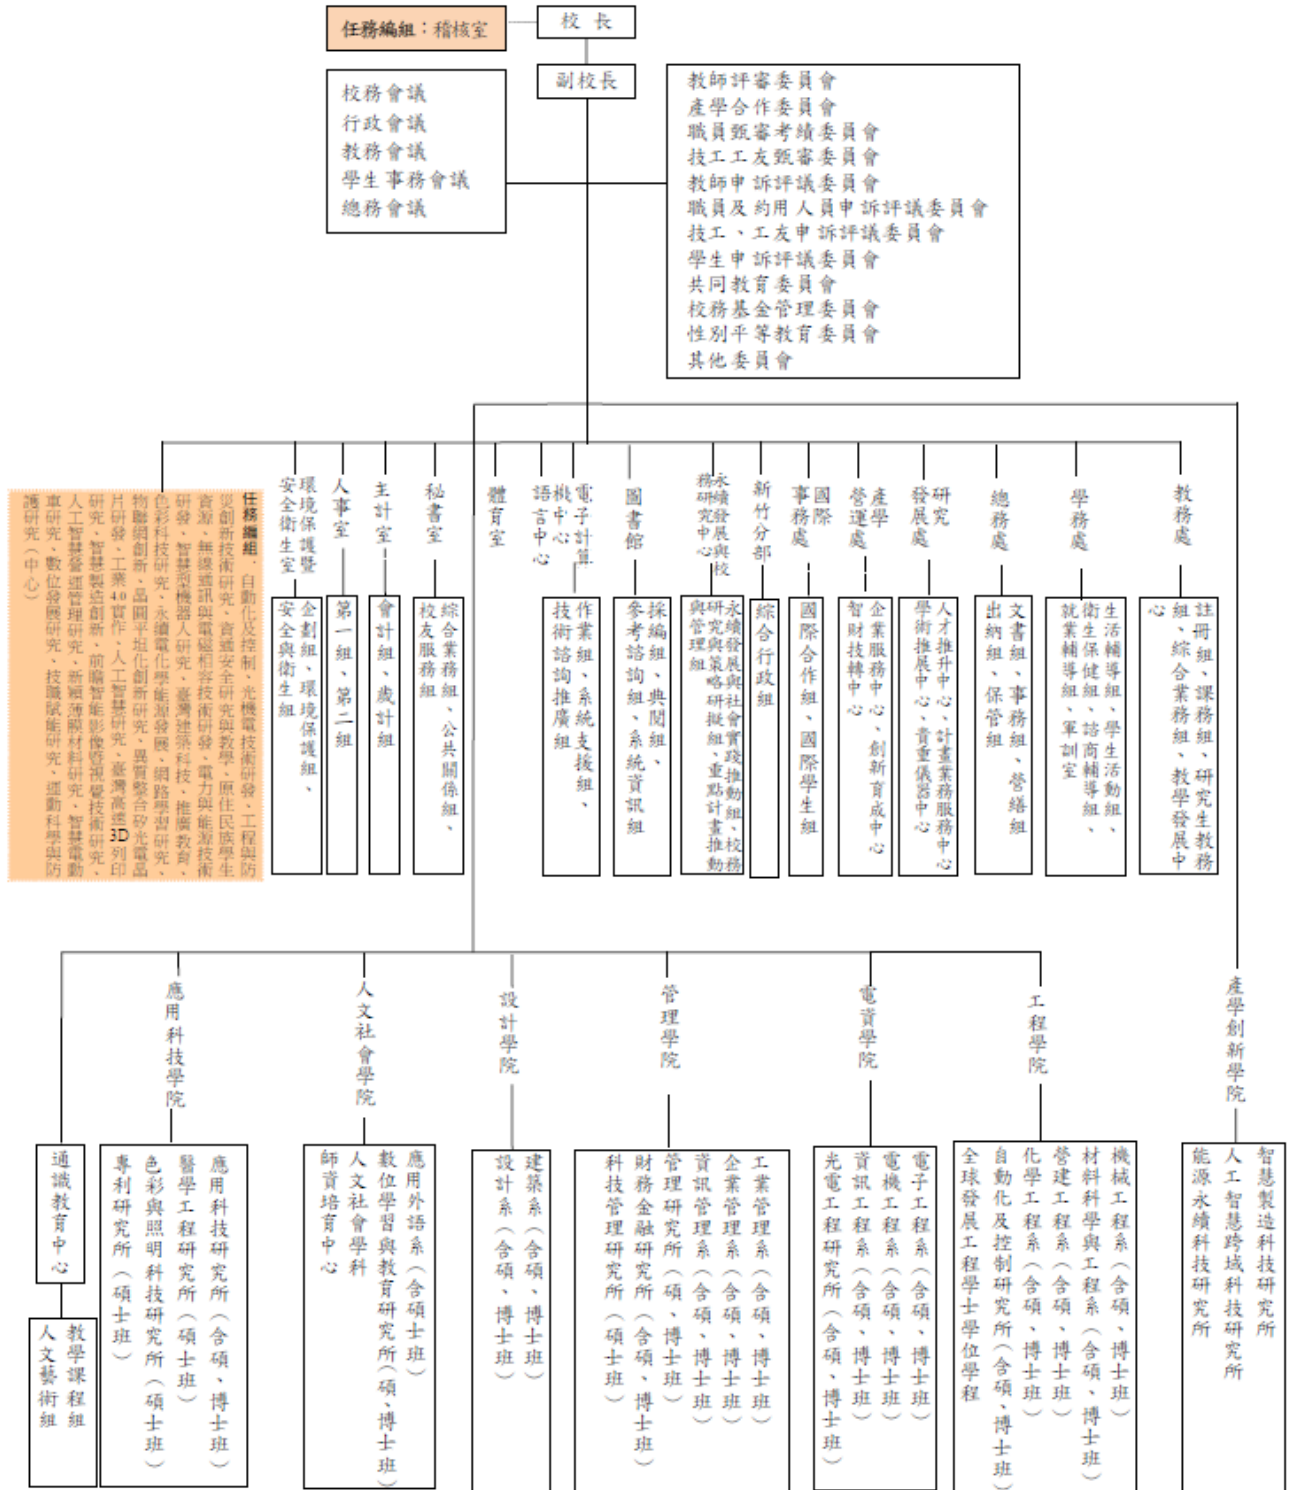 任務編組：稽核室
校長
副校長
校務會議
行政會議
教務會議
學生事務會議
總務會議
教師評審委員會
產學合作委員會
職員甄審考績委員會
技工工友甄審委員會
教師申訴評議委員會
職員及約用人員申訴評議委員會
技工、工友申訴評議委員會
學生申訴評議委員會
共同教育委員會
校務基金管理委員會
性別平等教育委員會
其他委員會
教務處
註冊組、課務組、研究生教務
組、綜合業務組、教學發展中
心
學務處
生活輔導組、學生活動組、
衛生保健組、諮商輔導組、
就業輔導組、軍訓室
總務處
文書組、事務組、營繕組
出納組、保管組
研究
發展處
人才推升中心、計畫業務服務中心
學術推展中心、貴重儀器中心
產學
營運處
企業服務中心、創新育成中心
智財技轉中心
國際
事務處
國際合作組、國際學生組
新竹分部
綜合行政組
永續發展與校
務研究中心
永續發展與社會實踐推動組、校務
研究與策略研擬組、重點計畫推動
與管理組
圖書館
採編組、典閱組、
參考諮詢組、系統資訊組
電子計算
機中心
作業組、系統支援組、
技術諮詢推廣組
語言中心
體育室
秘書室
綜合業務組、公共關係組、
校友服務組
主計室
會計組、歲計組
人事室
第一組、第二組
環境保護暨
安全衛生室
企劃組、環境保護組、
安全與衛生組
任務編組：自動化及控制、光機電技術研發、工程與防
災創新技術研究、資通安全研究與教學、原住民族學生
資源、無線通訊與電磁相容技術研發、電力與能源技術
研發、智慧型機器人研究、臺灣建築科技、推廣教育、
色彩科技研究、永續電化學能源發展、網路學習研究、
物聯網創新、晶圓平坦化創新研究、異質整合矽光電晶
片研發、工業4.0實作、人工智慧研究、臺灣高速3D列印
研究、智慧製造創新、前瞻智能影像暨視覺技術研究、
人工智慧營運管理研究、新穎薄膜材料研究、智慧電動
車研究、數位發展研究、技職賦能研究、運動科學與防
護研究（中心）
產學創新學院
智慧製造科技研究所
人工智慧跨域科技研究所
能源永續科技研究所
工程學院
機械工程系（含碩、博士班）
材料科學與工程系（含碩、博士班）
營建工程系（含碩、博士班）
化學工程系（含碩、博士班）
自動化及控制研究所（含碩、博士班）
全球發展工程學士學位學程
電資學院
電子工程系（含碩、博士班）
電機工程系（含碩、博士班）
資訊工程系（含碩、博士班）
光電工程研究所（含碩、博士班）
管理學院
工業管理系（含碩、博士班）
企業管理系（含碩、博士班）
資訊管理系（含碩、博士班）
管理研究所（碩、博士班）
財務金融研究所（含碩、博士班）
科技管理研究所（碩士班）
設計學院
建築系（含碩、博士班）
設計系（含碩、博士班）
人文社會學院
應用外語系（含碩士班）
數位學習與教育研究所（碩、博士班）
人文社會學科
師資培育中心
應用科技學院
應用科技研究所（含碩、博士班）
醫學工程研究所（碩士班）
色彩與照明科技研究所（碩士班）
專利研究所（碩士班）
通識教育中心
教學課程組
人文藝術組